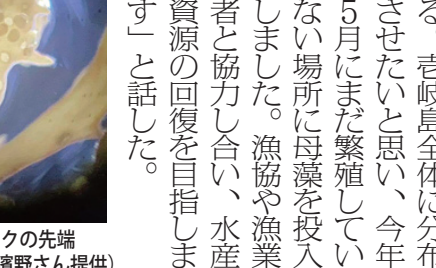 る。壱岐島全体に分布
させたいと思い、今年
5月にまだ繁殖してい
ない場所に母藻を投入
しました。漁協や漁業
者と協力し合い、水産
資源の回復を目指しま
す」と話した。
クの先端
濱野さん提供)